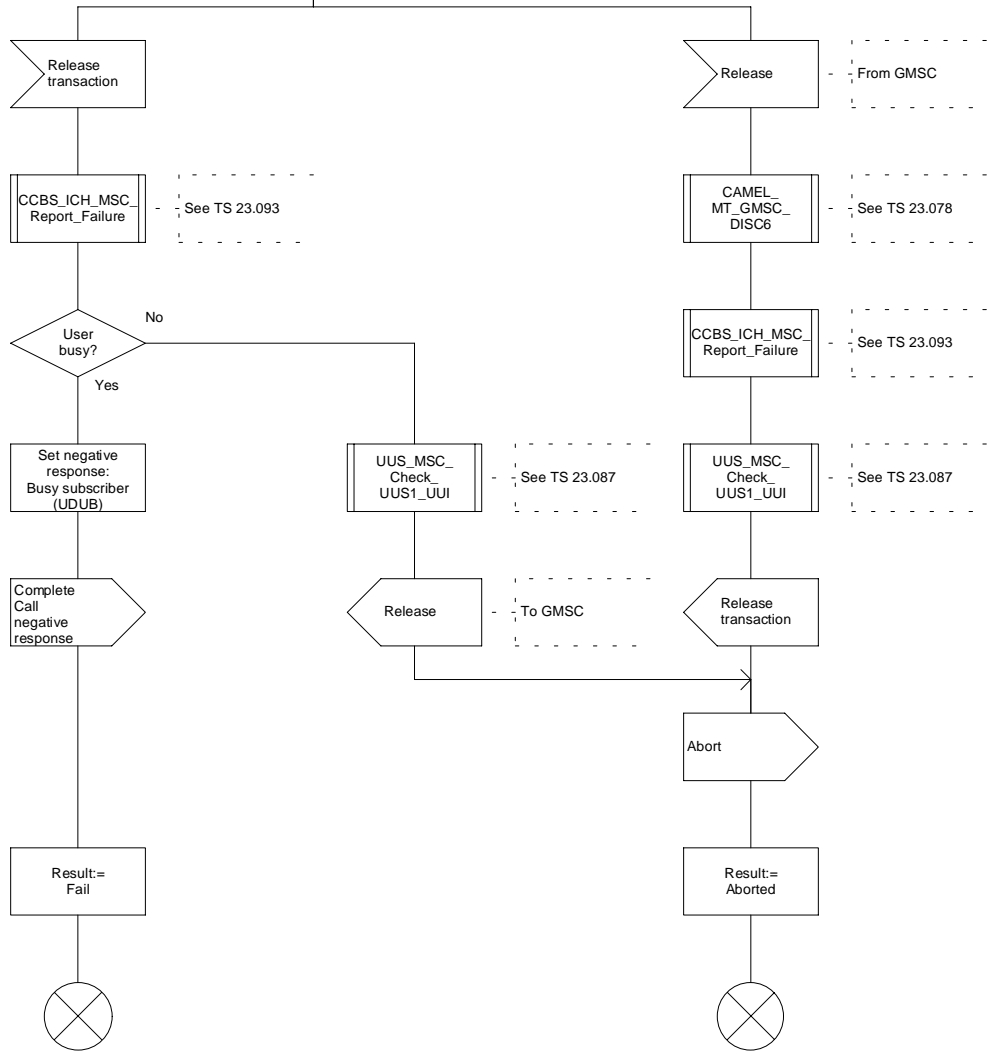 Release
transaction
Release
From GMSC
CCBS_ICH_MSC_
Report_Failure
See TS 23.093
CAMEL_
MT_GMSC_
DISC6
See TS 23.078
User
busy?
No
Yes
CCBS_ICH_MSC_
Report_Failure
See TS 23.093
Set negative
response:
Busy subscriber
(UDUB)
UUS_MSC_
Check_
UUS1_UUI
See TS 23.087
UUS_MSC_
Check_
UUS1_UUI
See TS 23.087
Complete
Call
negative
response
Release
To GMSC
Release
transaction
Abort
Result:=
Fail
Result:=
Aborted